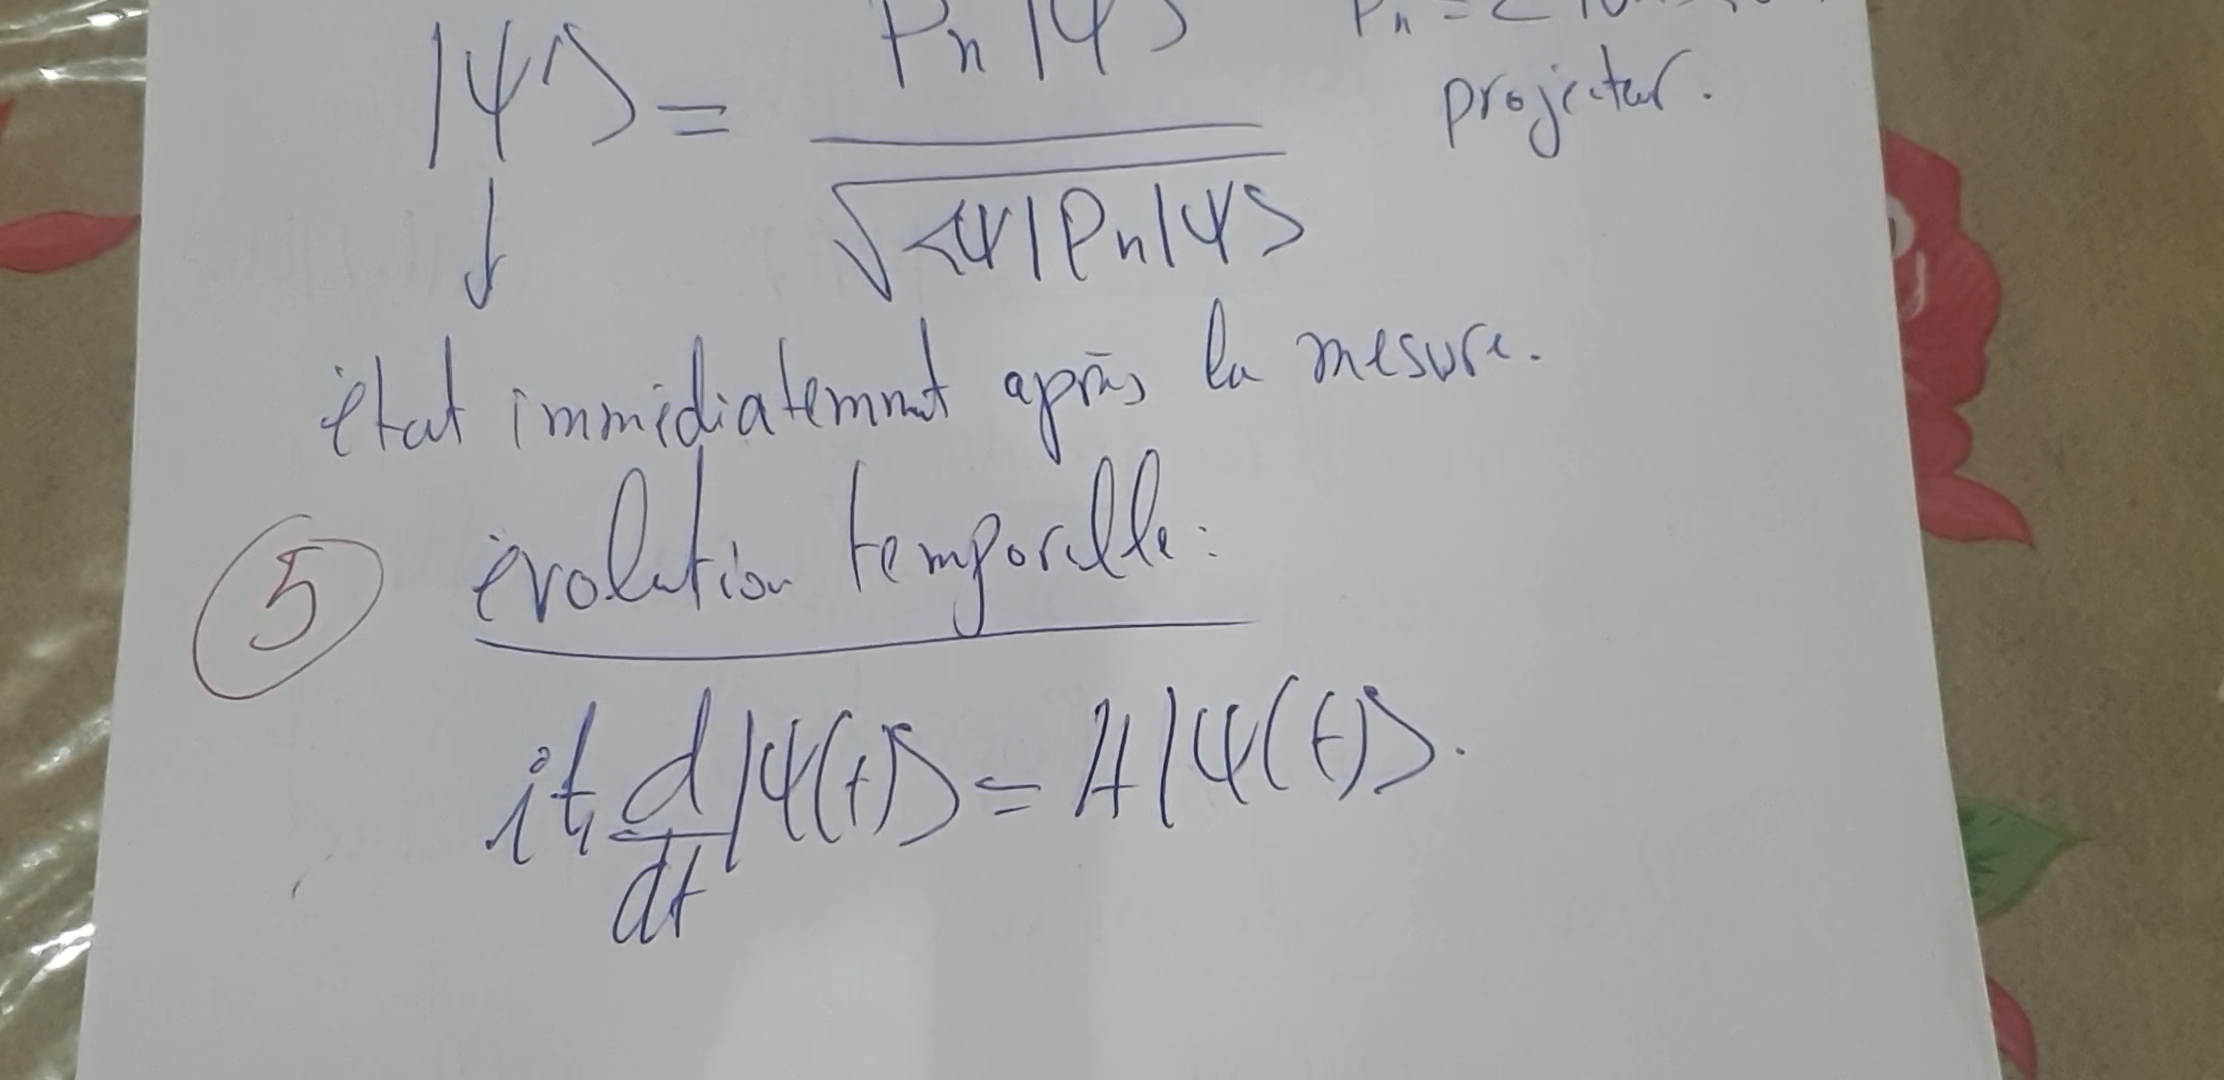 |ψ> = Pn |ψ> / √<ψ|Pn|ψ>
projecteur.
↓
état immédiatement après la mesure.
5 évolution temporelle:
iħ d/dt |ψ(t)> = H |ψ(t)>.